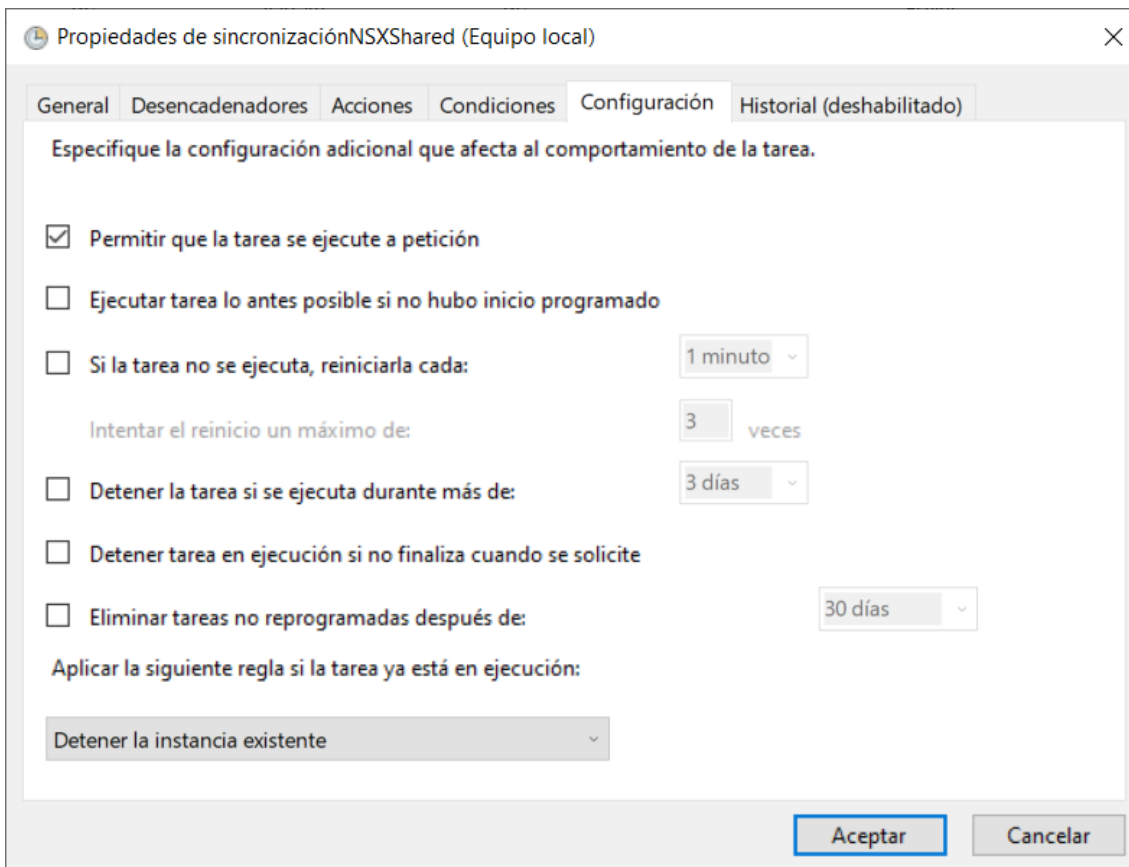 Propiedades de sincronizaciónNSXShared (Equipo local)
General Desencadenadores Acciones Condiciones Configuración Historial (deshabilitado)
Especifique la configuración adicional que afecta al comportamiento de la tarea.
Permitir que la tarea se ejecute a petición
Ejecutar tarea lo antes posible si no hubo inicio programado
Si la tarea no se ejecuta, reiniciarla cada: 1 minuto
Intentar el reinicio un máximo de: 3 veces
Detener la tarea si se ejecuta durante más de: 3 días
Detener tarea en ejecución si no finaliza cuando se solicite
Eliminar tareas no reprogramadas después de: 30 días
Aplicar la siguiente regla si la tarea ya está en ejecución:
Detener la instancia existente
Aceptar Cancelar